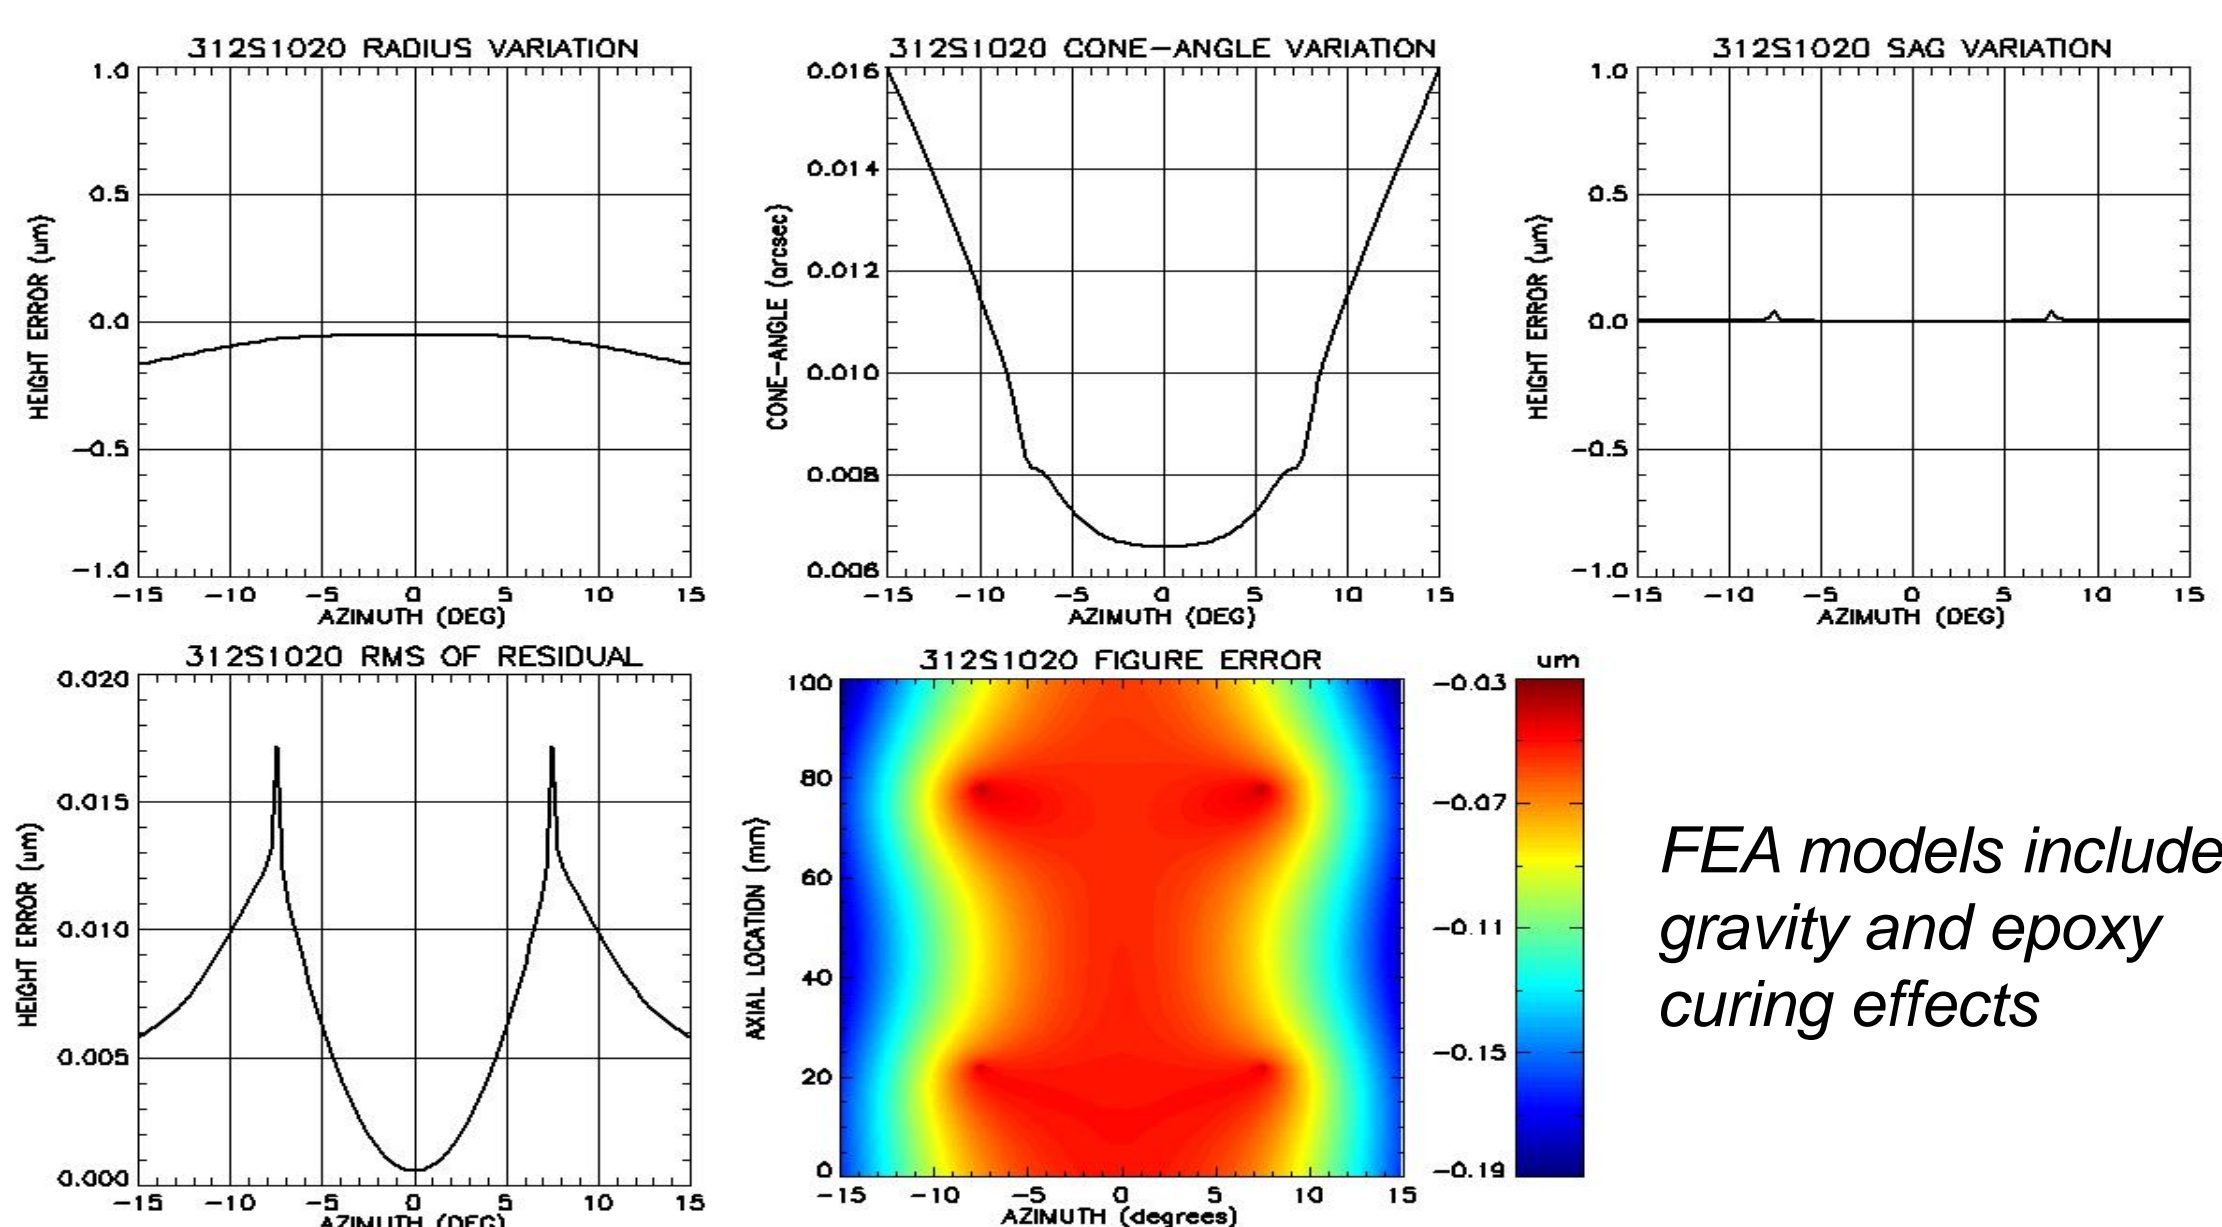 312S1020 RADIUS VARIATION
1.0
0.5
0.0
-0.5
-1.0
HEIGHT ERROR (um)
-15 -10 -5 0 5 10 15
AZIMUTH (DEG)
312S1020 CONE-ANGLE VARIATION
0.016
0.014
0.012
0.010
0.008
0.006
CONE-ANGLE (arcsec)
-15 -10 -5 0 5 10 15
AZIMUTH (DEG)
312S1020 SAG VARIATION
1.0
0.5
0.0
-0.5
-1.0
HEIGHT ERROR (um)
-15 -10 -5 0 5 10 15
AZIMUTH (DEG)
312S1020 RMS OF RESIDUAL
0.020
0.015
0.010
0.005
0.000
HEIGHT ERROR (um)
-15 -10 -5 0 5 10 15
AZIMUTH (DEG)
312S1020 FIGURE ERROR
100
80
60
40
20
0
AXIAL LOCATION (mm)
-15 -10 -5 0 5 10 15
AZIMUTH (degrees)
um
-0.03
-0.07
-0.11
-0.15
-0.19
FEA models include
gravity and epoxy
curing effects